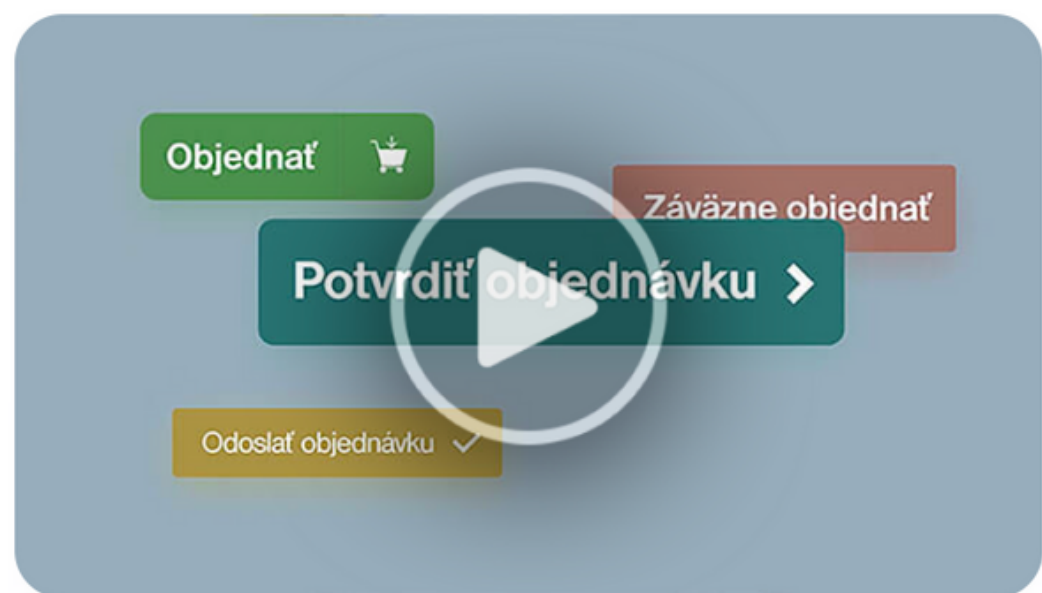 Objednať
Záväzne objednať
Potvrdiť objednávku
Odoslať objednávku